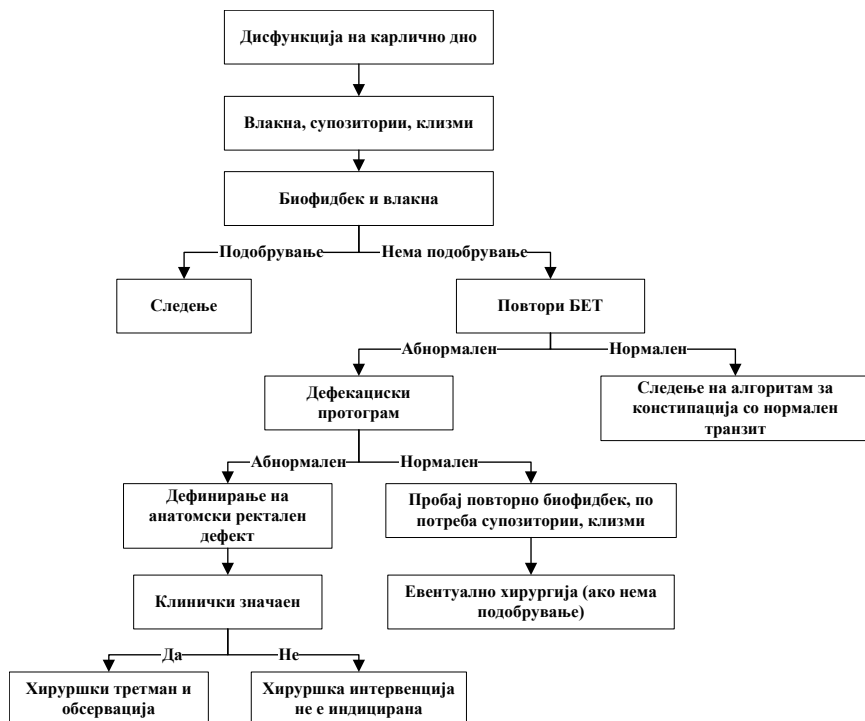 Дисфункција на карлично дно
Влакна, супозитории, клизми
Биофидбек и влакна
Подобрување
Нема подобрување
Следење
Повтори БЕТ
Абнормален
Нормален
Дефекациски
протограм
Следење на алгоритам за
констипација со нормален
транзит
Абнормален
Нормален
Дефинирање на
анатомски ректален
дефект
Пробај повторно биофидбек, по
потреба супозитории, клизми
Клинички значаен
Евентуално хирургија (ако нема
подобрување)
Да
Не
Хируршки третман и
обсервација
Хируршка интервенција
не е индицирана